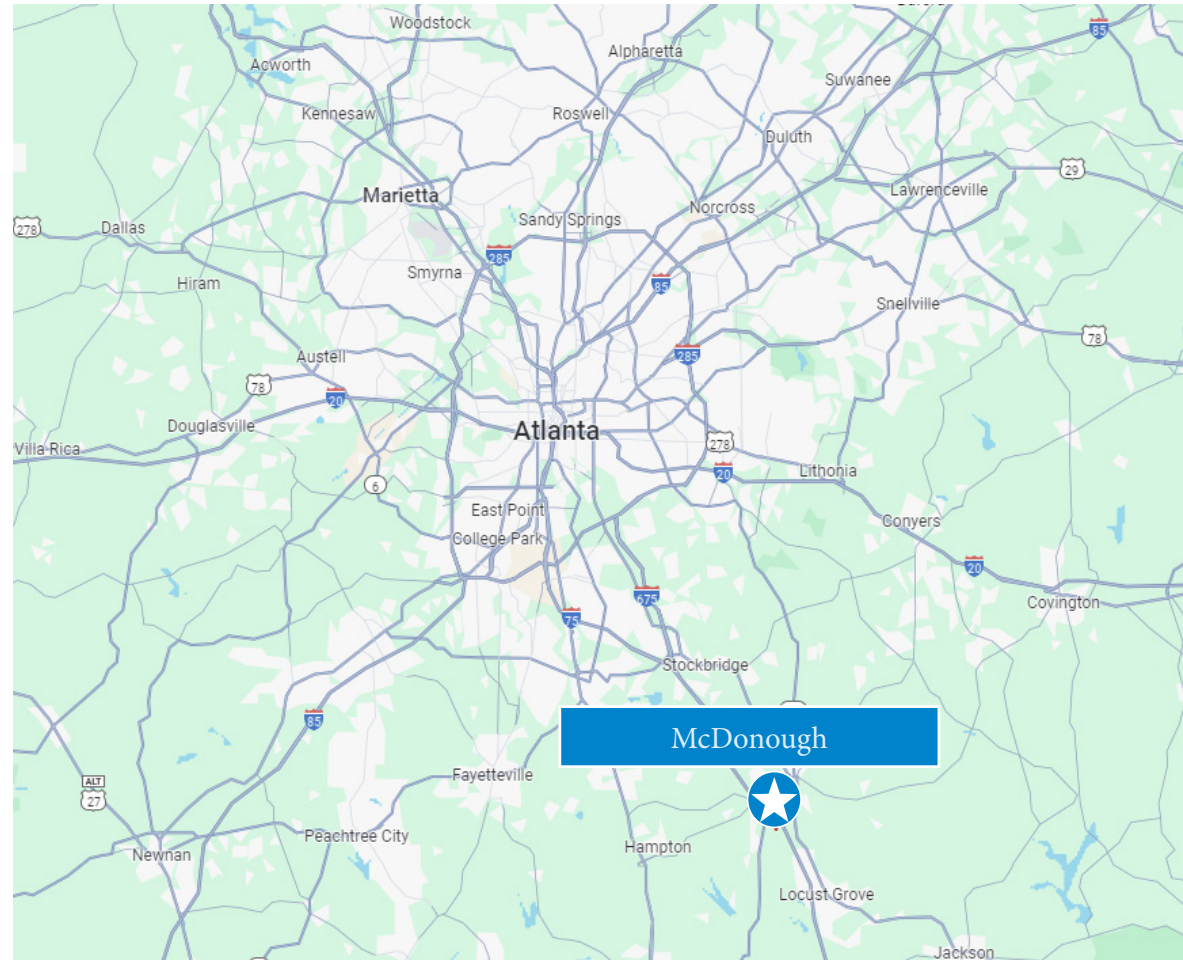 Woodstock
85
Alpharetta
Acworth
Suwanee
Kennesaw
Roswell
Duluth
29
Marietta
Lawrenceville
Norcross
Sandy Springs
278
Dallas
285
Smyrna
Hiram
85
Snellville
78
285
Austell
78
20
Douglasville
Atlanta
278
Villa Rica
20
Lithonia
6
East Point
Conyers
College Park
20
675
Covington
75
Stockbridge
85
McDonough
Fayetteville
ALT
27
Peachtree City
Hampton
Newnan
Locust Grove
Jackson